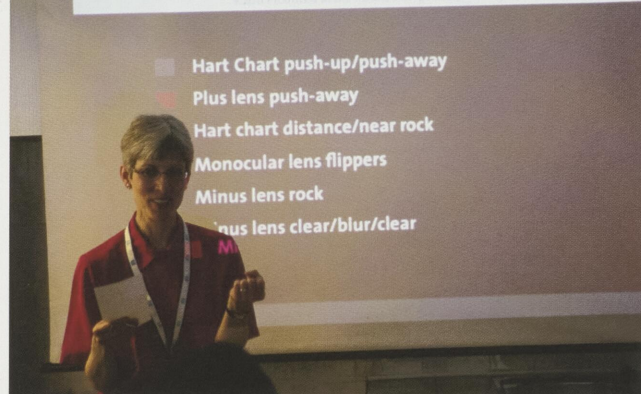 Hart Chart push-up/push-away
Plus lens push-away
Hart chart distance/near rock
Monocular lens flippers
Minus lens rock
lens clear/blur/clear